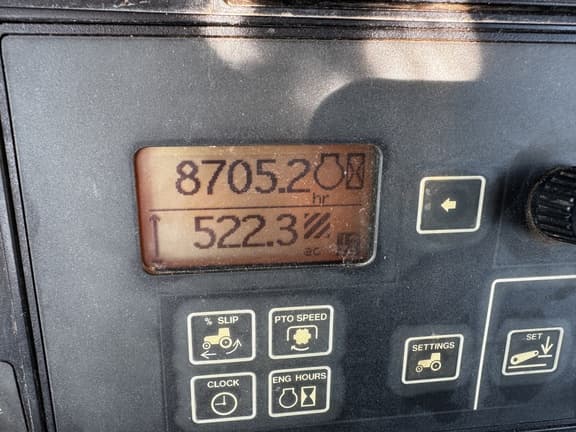 8705.2
hr
522.3
ac
% SLIP
PTO SPEED
CLOCK
ENG HOURS
SETTINGS
SET